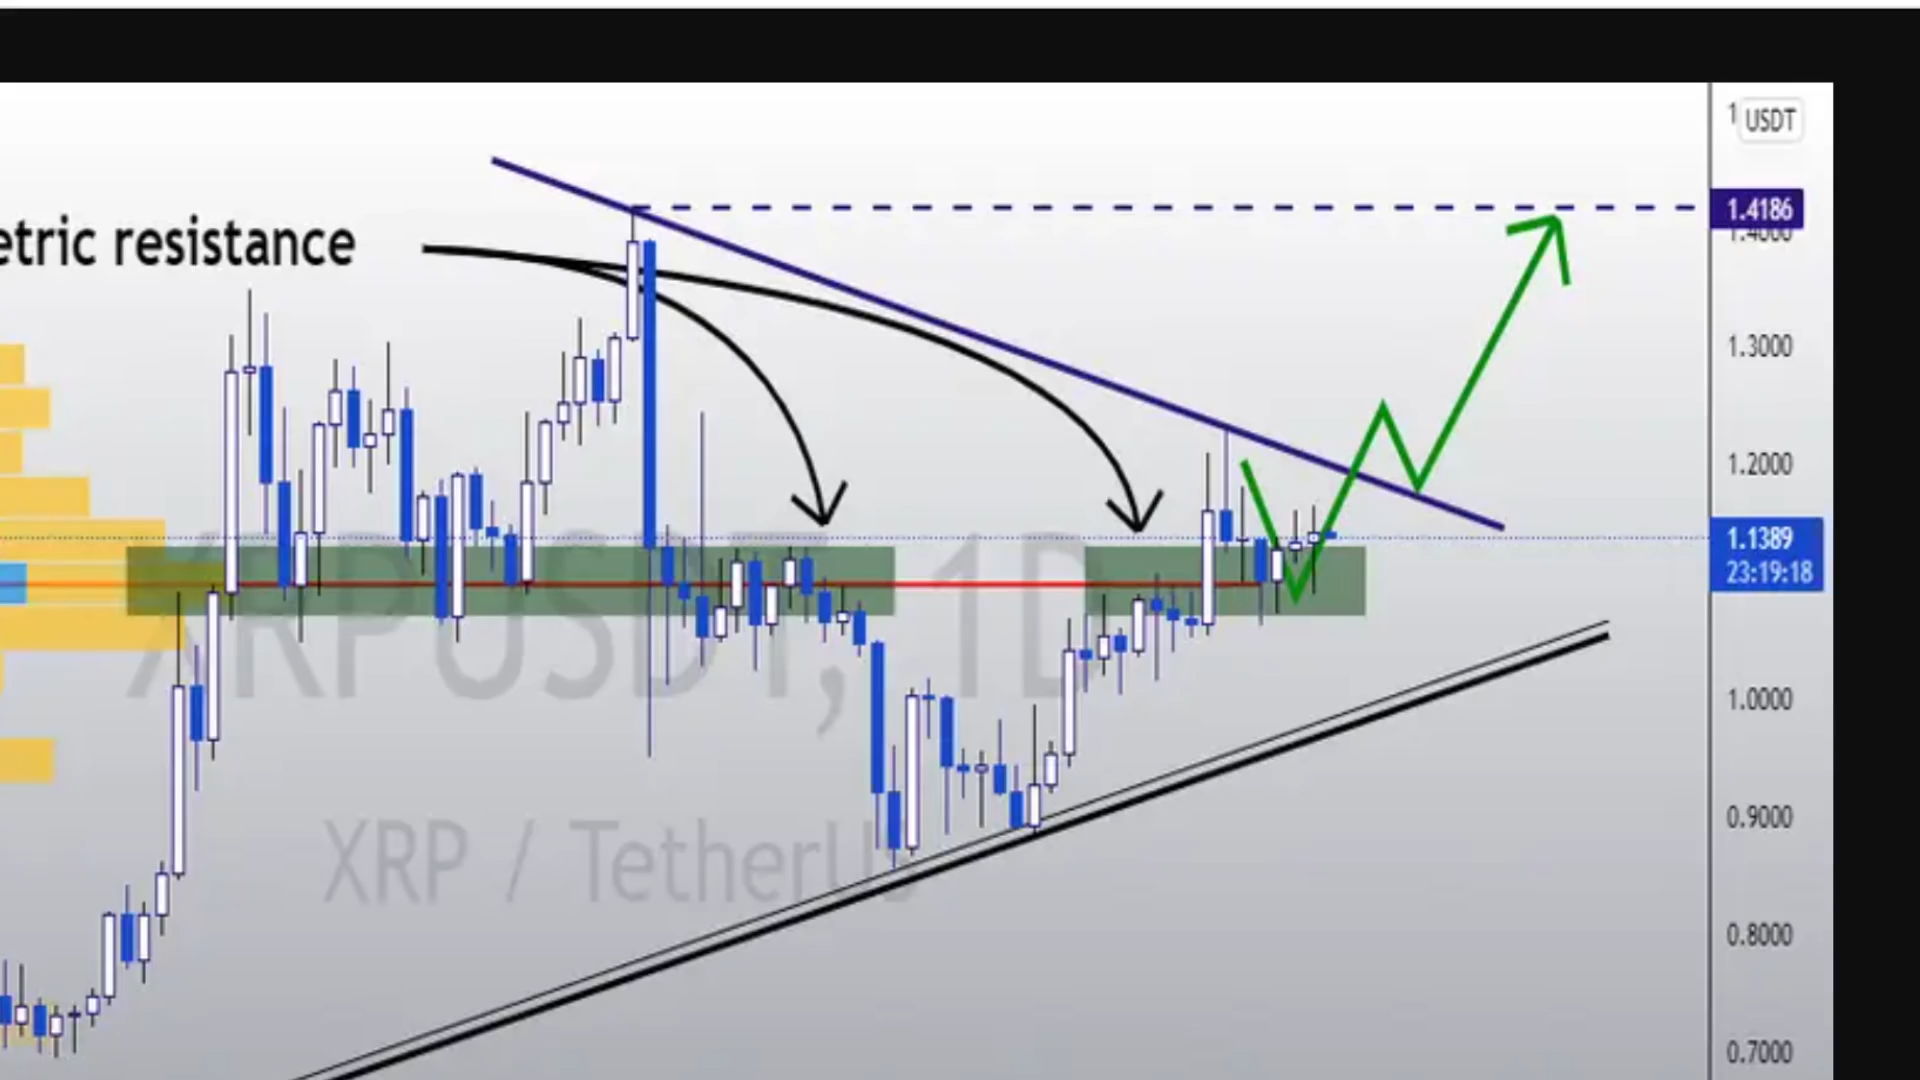 USDT
1.4186
etric resistance
1.4000
1.3000
1.2000
1.1389
23:19:18
XRPUSDT, 1D
1.0000
0.9000
XRP / TetherUS
0.8000
0.7000